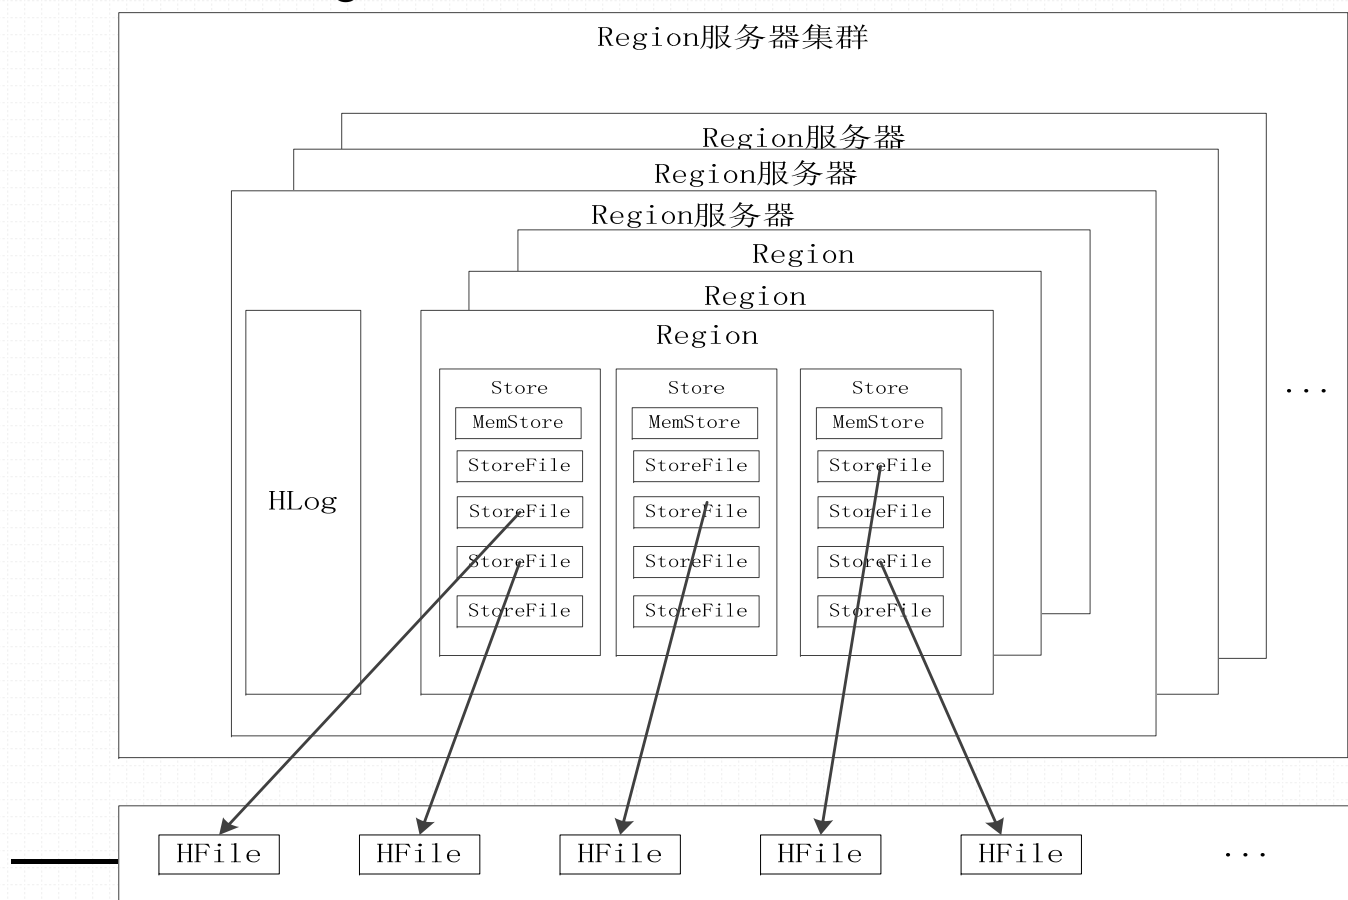 Region服务器集群
Region服务器
Region服务器
Region服务器
Region
Region
Region
Store Store Store
MemStore MemStore MemStore
StoreFile StoreFile StoreFile
HLog
StoreFile StoreFile StoreFile
StoreFile StoreFile StoreFile
StoreFile StoreFile StoreFile
...
HFile HFile HFile HFile HFile ...